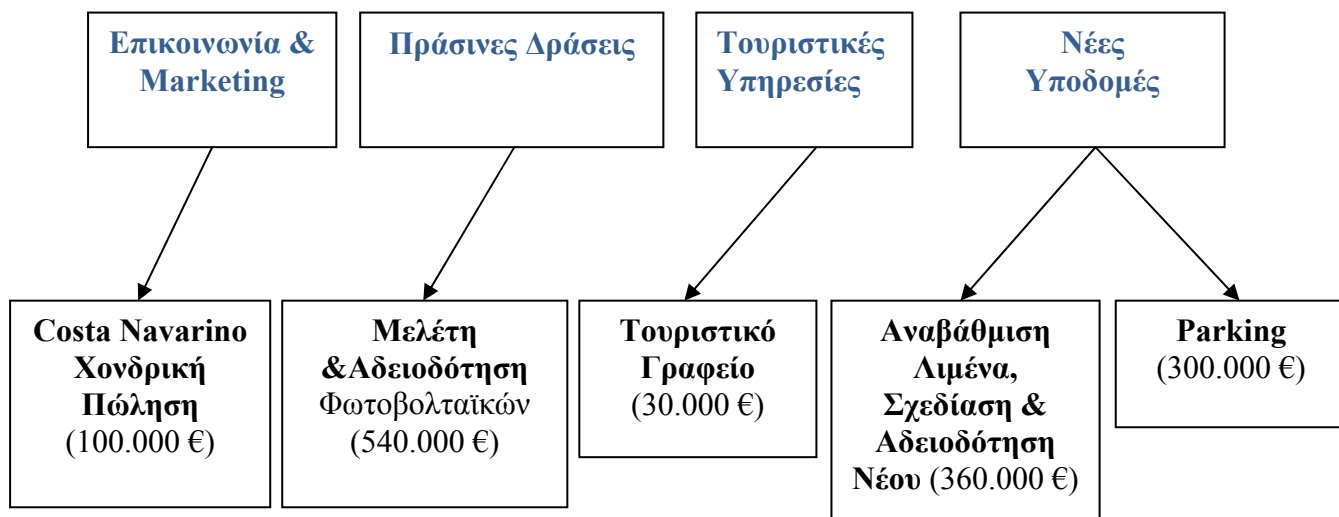 Επικοινωνία &
Marketing
Πράσινες Δράσεις
Τουριστικές
Υπηρεσίες
Νέες
Υποδομές
Costa Navarino
Χονδρική
Πώληση
(100.000 €)
Μελέτη
&Αδειοδότηση
Φωτοβολταϊκών
(540.000 €)
Τουριστικό
Γραφείο
(30.000 €)
Αναβάθμιση
Λιμένα,
Σχεδίαση &
Αδειοδότηση
Νέου (360.000 €)
Parking
(300.000 €)